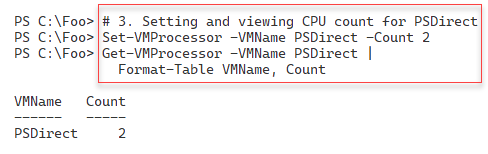 PS C:\Foo> # 3. Setting and viewing CPU count for PSDirect
PS C:\Foo> Set-VMProcessor -VMName PSDirect -Count 2
PS C:\Foo> Get-VMProcessor -VMName PSDirect |
Format-Table VMName, Count
VMName Count
------ -----
PSDirect 2